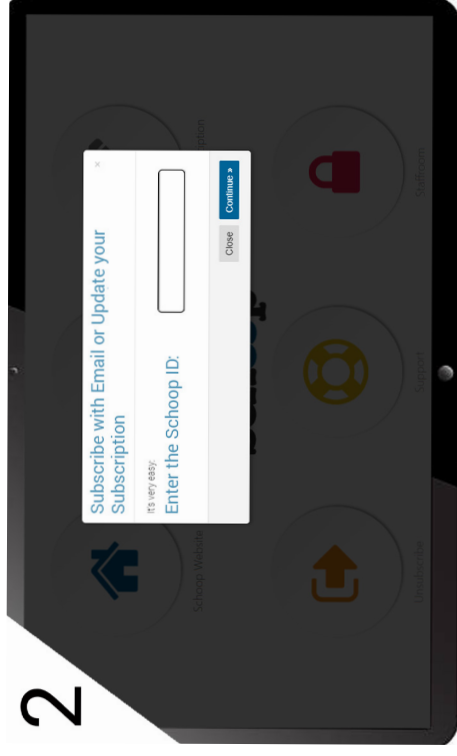 2
Subscribe with Email or Update your
Subscription
×
It's very easy.
Enter the Schoop ID:
Close
Continue »
Schoop Website
Unsubscribe
Support
Staffroom